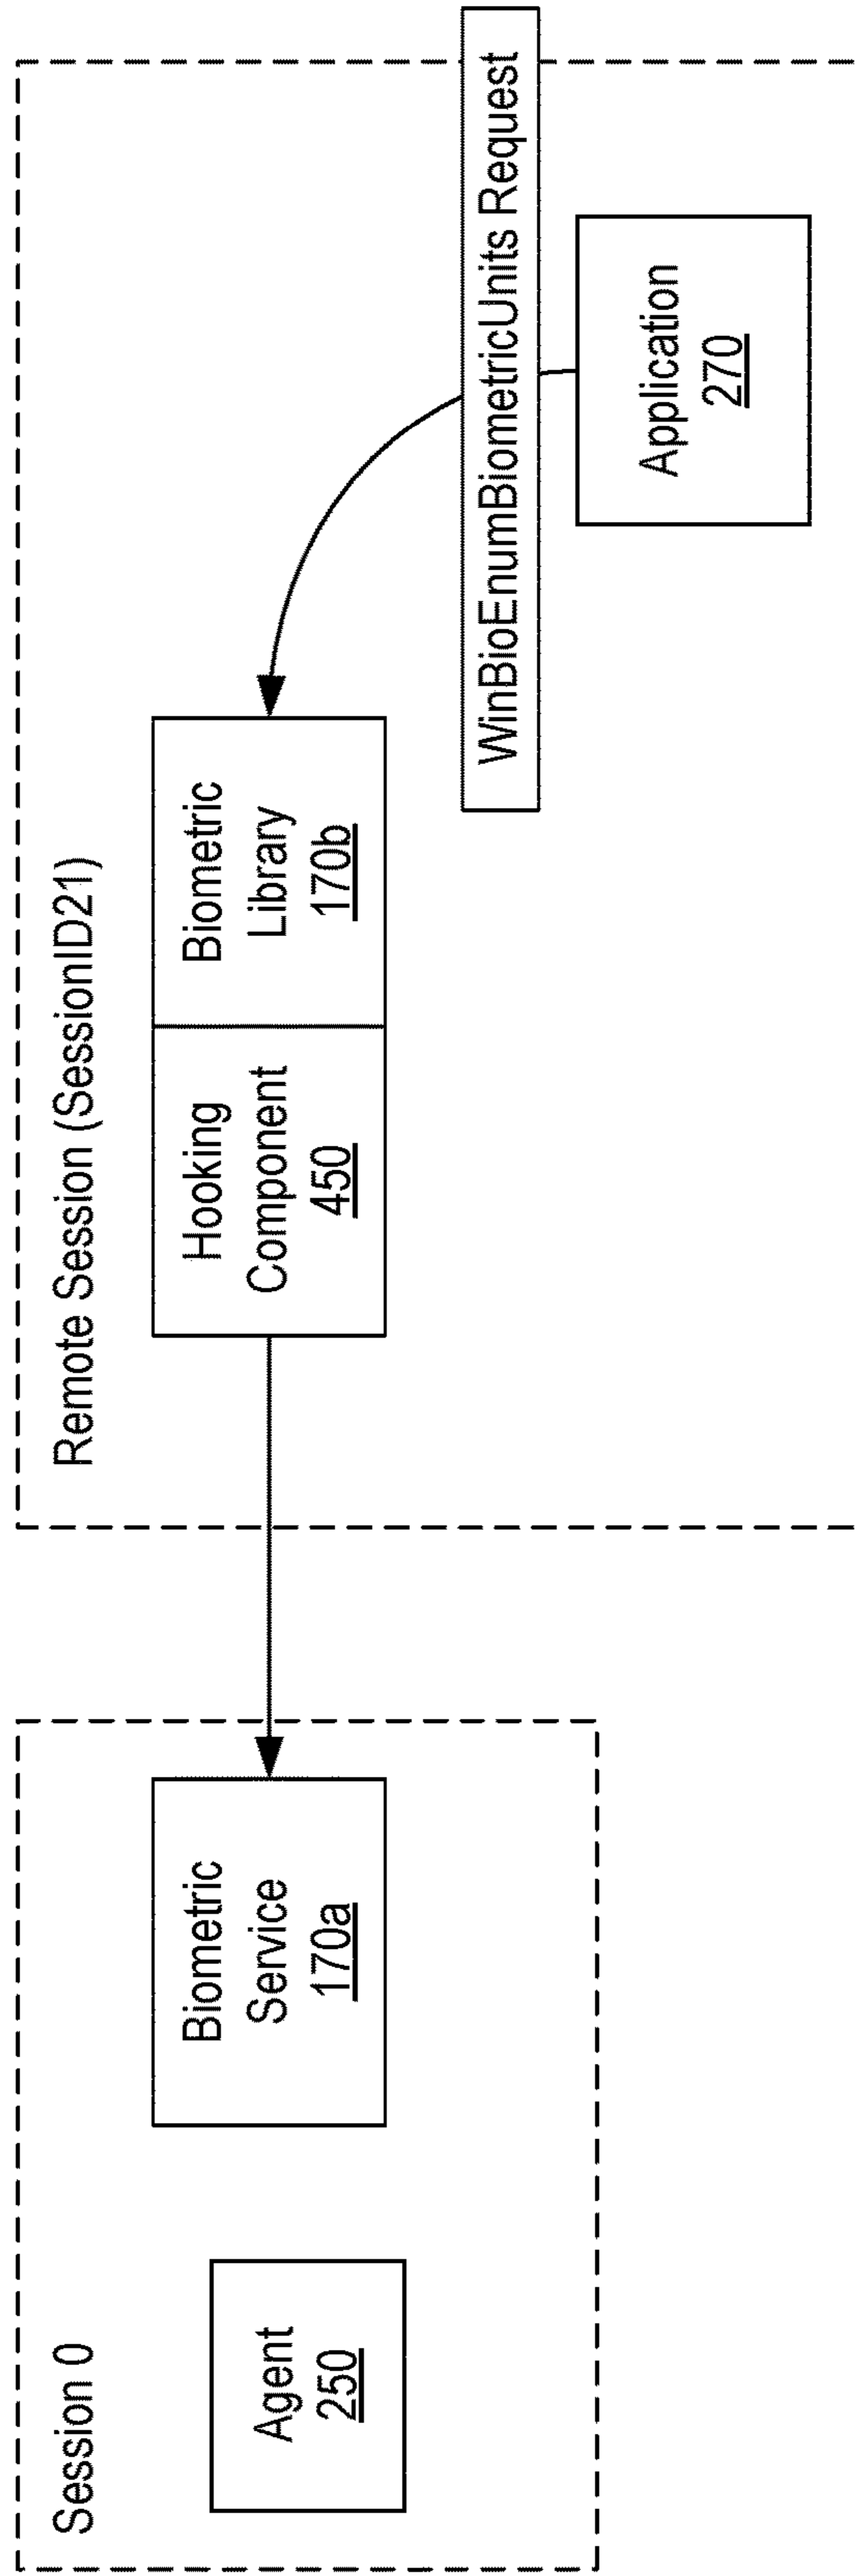 Session 0
Agent
250
Biometric
Service
170a
Remote Session (SessionID21)
Hooking
Component
450
Biometric
Library
170b
WinBioEnumBiometricUnits Request
Application
270